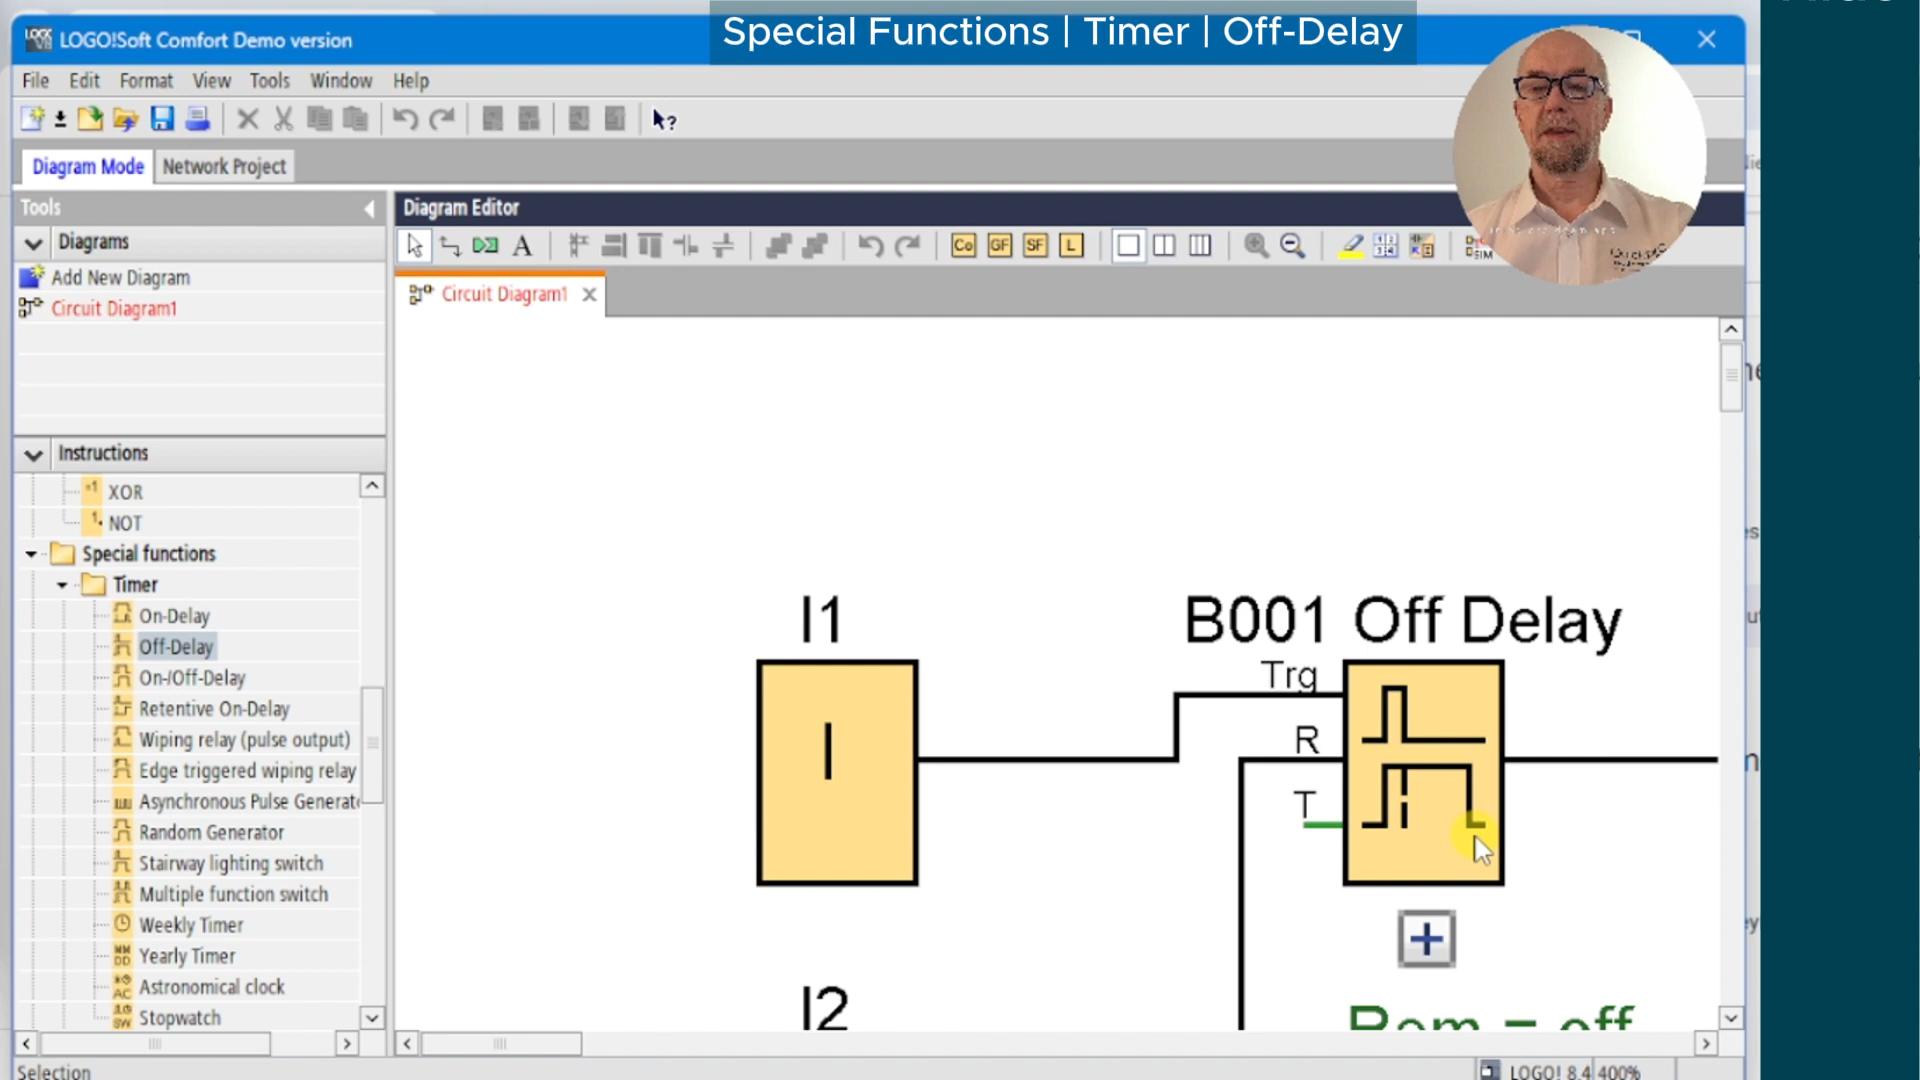 Special Functions | Timer | Off-Delay
LOGO!Soft Comfort Demo version
File Edit Format View Tools Window Help
Diagram Mode Network Project
Tools
Diagrams
Add New Diagram
Circuit Diagram1
Instructions
XOR
NOT
Special functions
Timer
On-Delay
Off-Delay
On-/Off-Delay
Retentive On-Delay
Wiping relay (pulse output)
Edge triggered wiping relay
Asynchronous Pulse Generat
Random Generator
Stairway lighting switch
Multiple function switch
Weekly Timer
Yearly Timer
Astronomical clock
Stopwatch
Selection
Diagram Editor
A
Co GF SF L
SIM
Circuit Diagram1
I1
B001 Off Delay
Trg
I
R
T
I2
Rem = off
LOGO! 8.4 400%